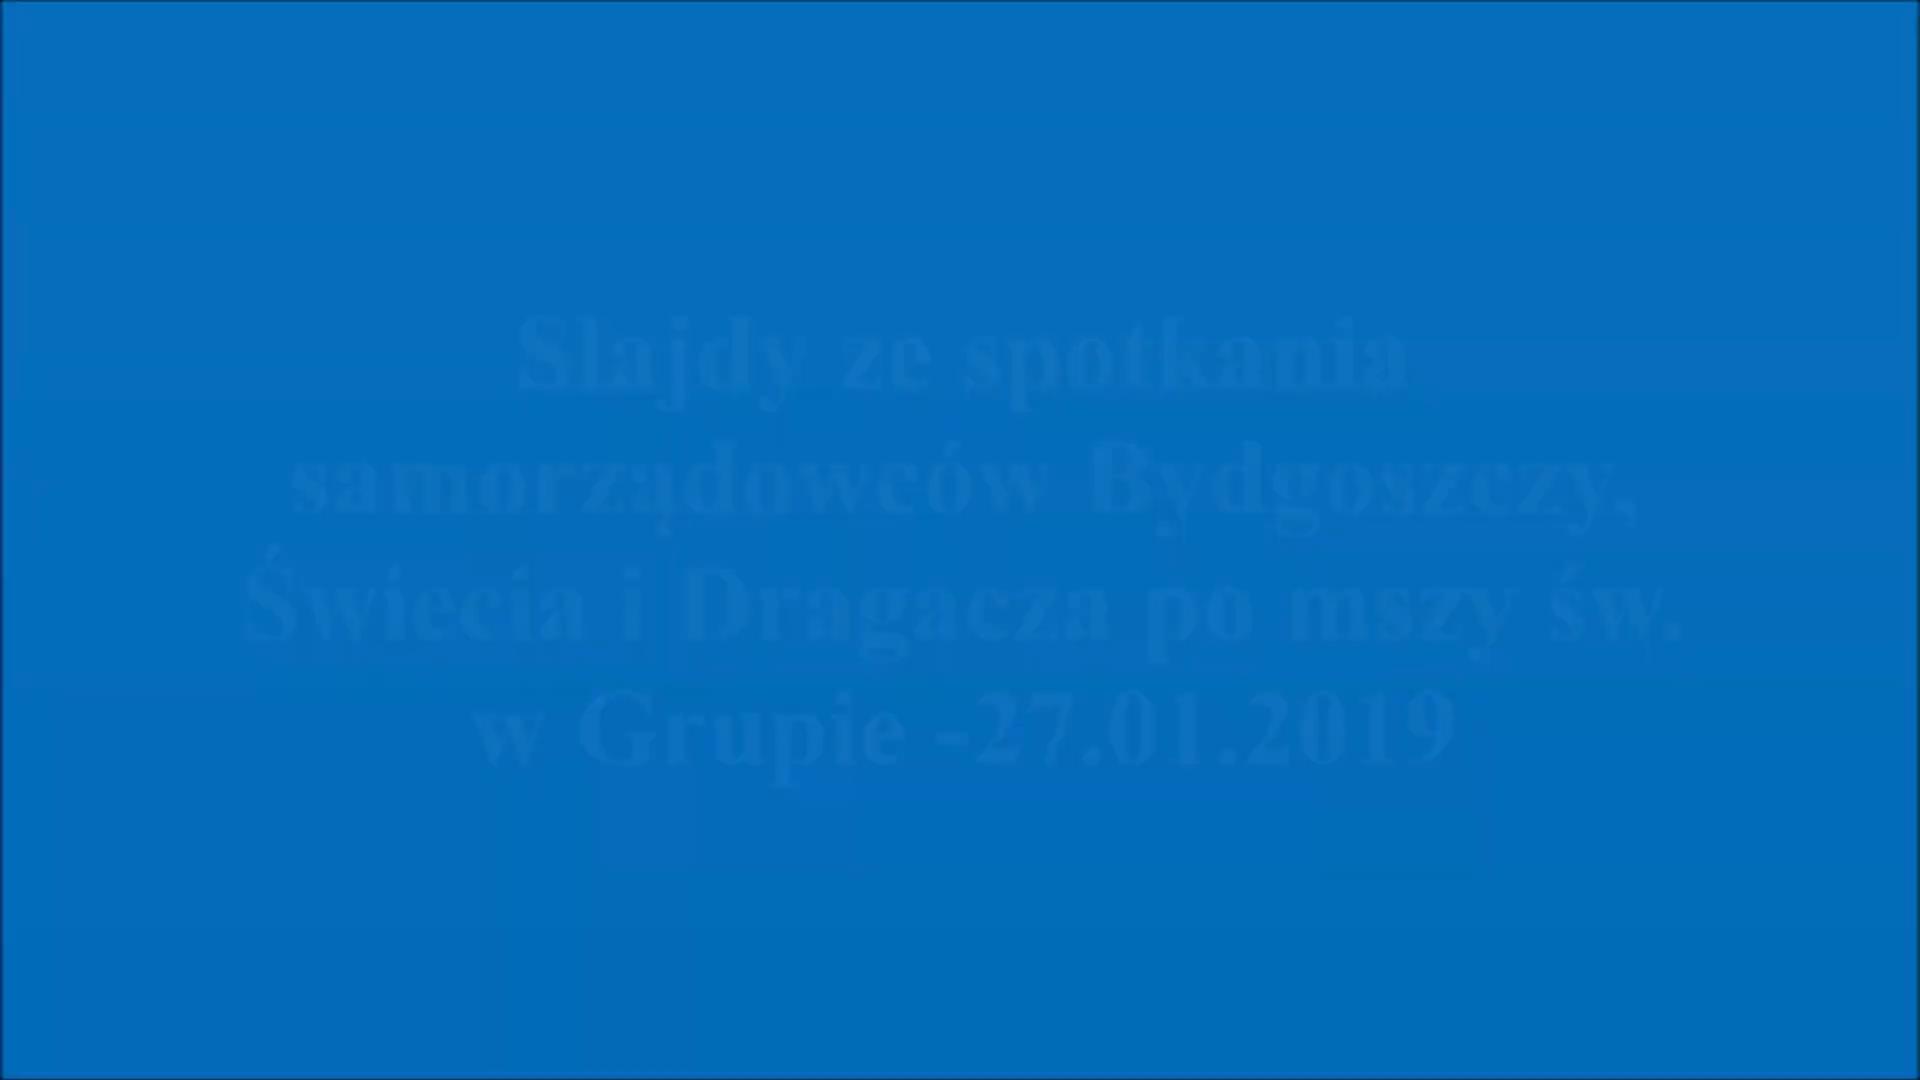 Slajdy ze spotkania
samorządowców Bydgoszczy,
Świecia i Dragacza po mszy św.
w Grupie -27.01.2019